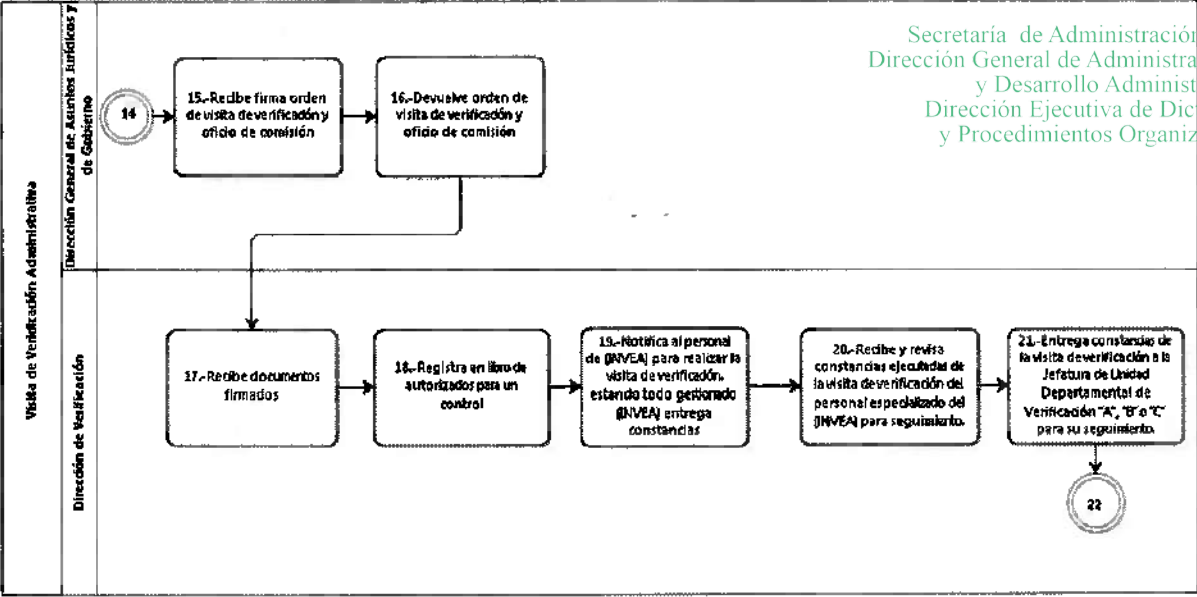 Secretaría de Administración
Dirección General de Administra
y Desarrollo Administ
Dirección Ejecutiva de Dic
y Procedimientos Organiz
Visita de Verificación Administrativa
Dirección General de Asuntos Jurídicos y
de Gobierno
14
15.-Recibe firma orden
de visita de verificación y
oficio de comisión
16.-Devuelve orden de
visita de verificación y
oficio de comisión
Dirección de Verificación
17.-Recibe documentos
firmados
18.-Registra en libro de
autorizados para un
control
19.-Notifica al personal
de (INVEA) para realizar la
visita de verificación,
estando todo gestionado
(INVEA) entrega
constancias
20.-Recibe y revisa
constancias ejecutadas de
la visita de verificación del
personal especializado del
(INVEA) para seguimiento.
21.-Entrega constancias de
la visita de verificación a la
Jefatura de Unidad
Departamental de
Verificación "A", "B" o "C"
para su seguimiento.
22